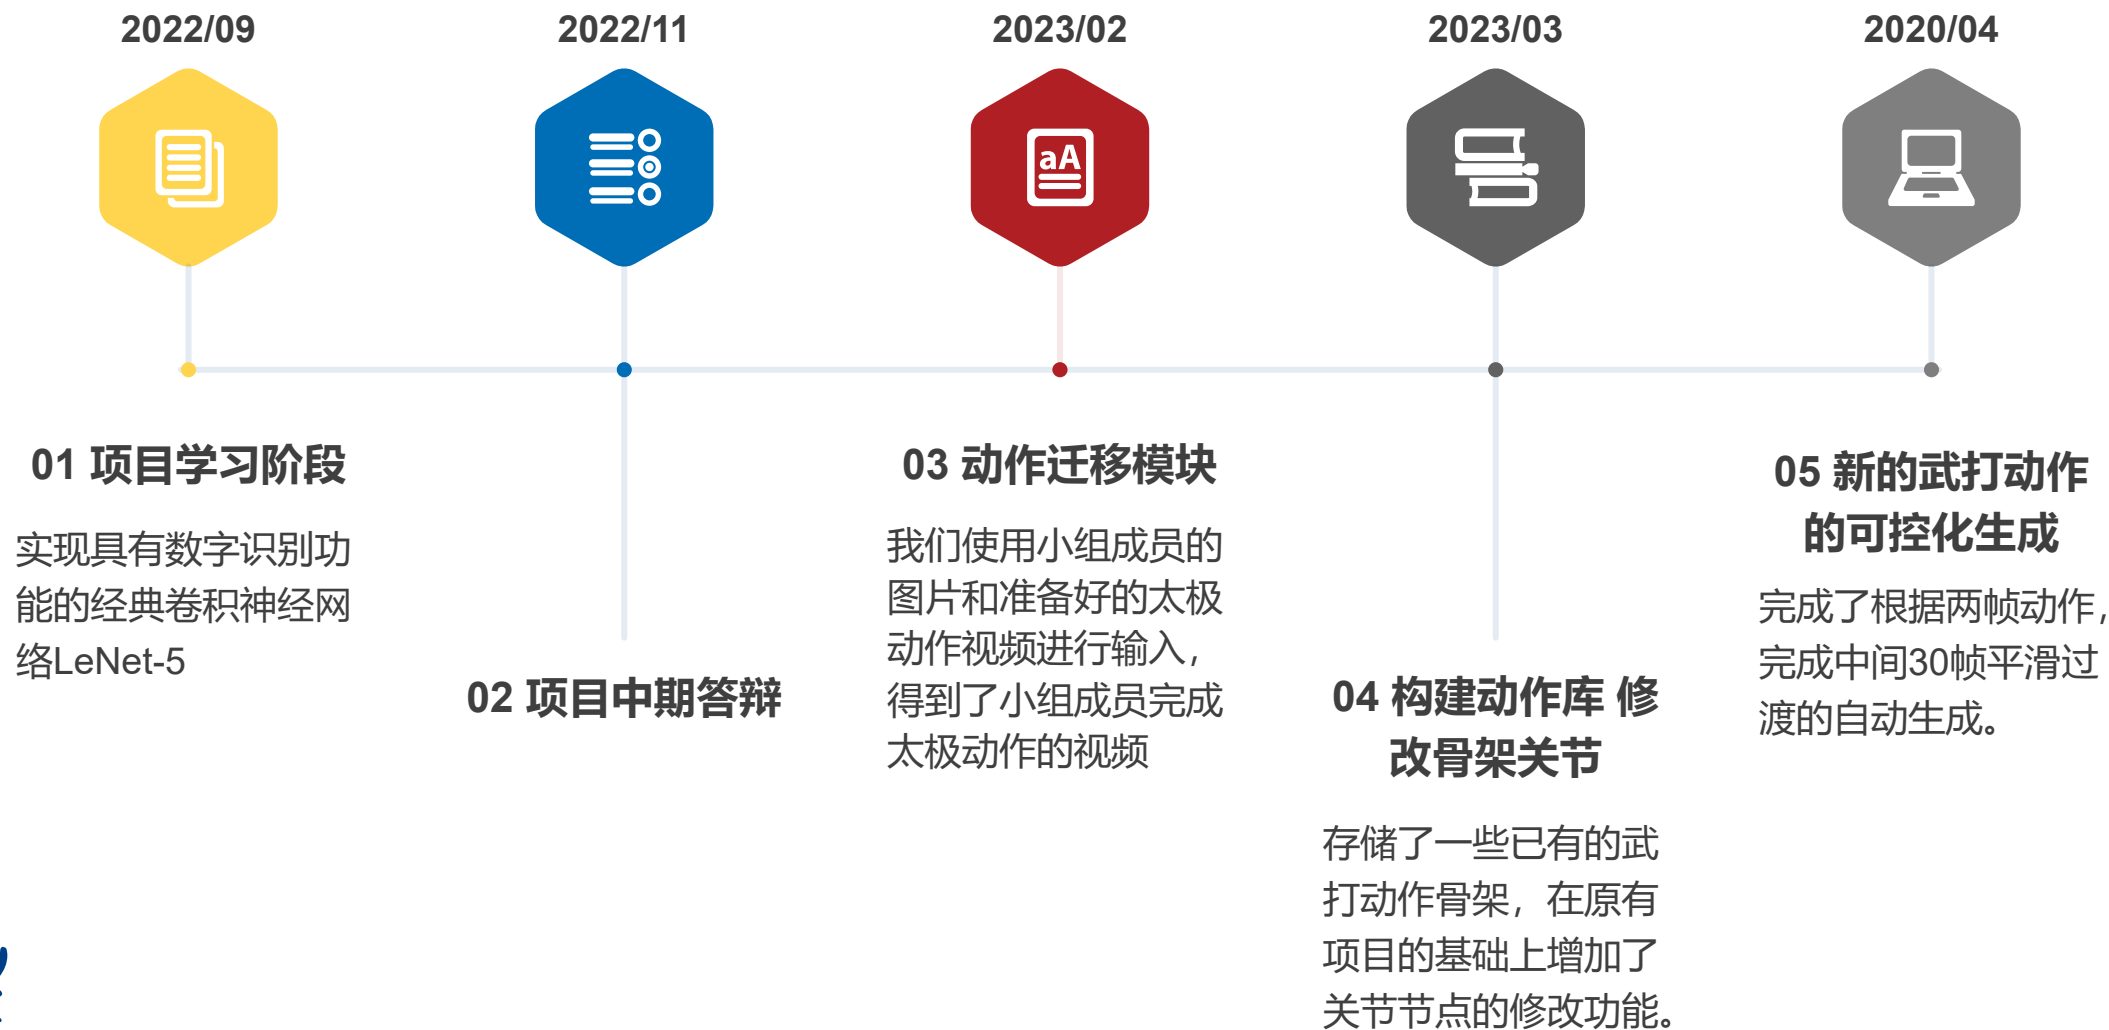 2022/09
2022/11
2023/02
2023/03
2020/04
aA
01 项目学习阶段
实现具有数字识别功
能的经典卷积神经网
络LeNet-5
02 项目中期答辩
03 动作迁移模块
我们使用小组成员的
图片和准备好的太极
动作视频进行输入，
得到了小组成员完成
太极动作的视频
04 构建动作库 修
改骨架关节
存储了一些已有的武
打动作骨架，在原有
项目的基础上增加了
关节节点的修改功能。
05 新的武打动作
的可控化生成
完成了根据两帧动作，
完成中间30帧平滑过
渡的自动生成。